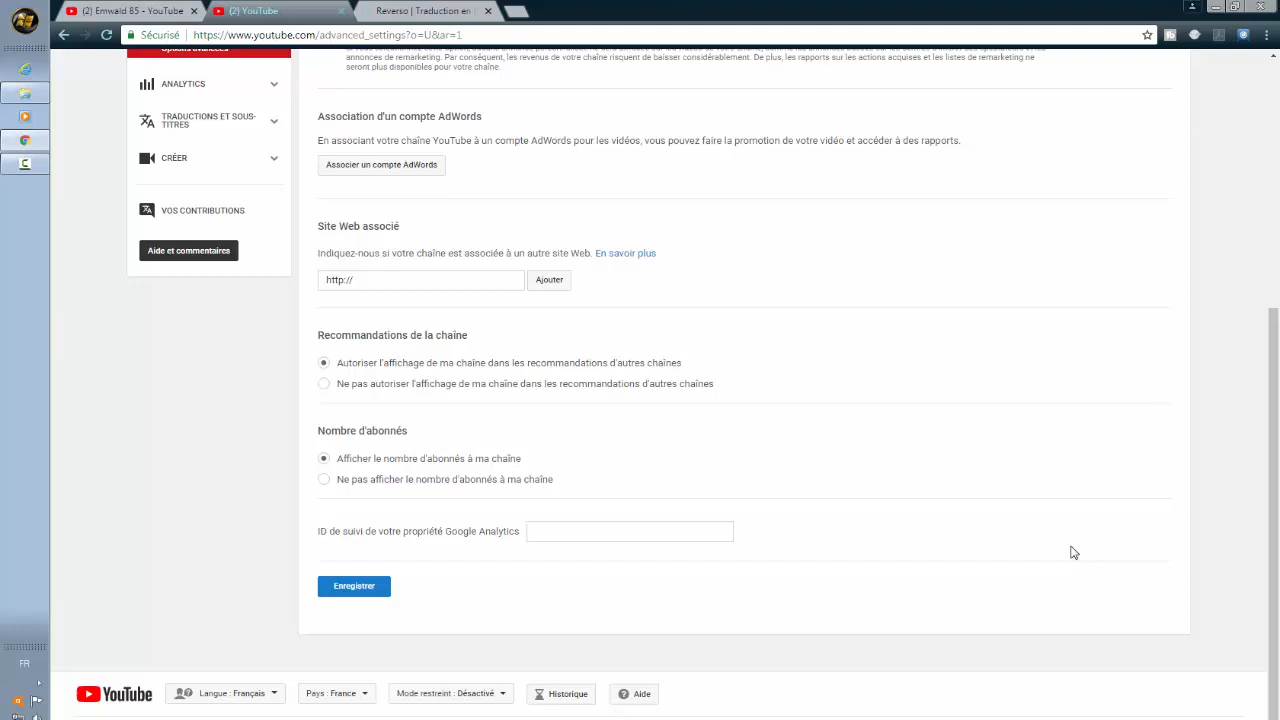 (2) Emwald 85 - YouTube
(2) YouTube
Reverso | Traduction en
Sécurisé
https://www.youtube.com/advanced_settings?o=U&ar=1
Options avancées
ANALYTICS
TRADUCTIONS ET SOUS-
TITRES
CRÉER
VOS CONTRIBUTIONS
Aide et commentaires
annonces de remarketing. Par conséquent, les revenus de votre chaîne risquent de baisser considérablement. De plus, les rapports sur les actions acquises et les listes de remarketing ne
seront plus disponibles pour votre chaîne.
Association d'un compte AdWords
En associant votre chaîne YouTube à un compte AdWords pour les vidéos, vous pouvez faire la promotion de votre vidéo et accéder à des rapports.
Associer un compte AdWords
Site Web associé
Indiquez-nous si votre chaîne est associée à un autre site Web. En savoir plus
http://
Ajouter
Recommandations de la chaîne
Autoriser l'affichage de ma chaîne dans les recommandations d'autres chaînes
Ne pas autoriser l'affichage de ma chaîne dans les recommandations d'autres chaînes
Nombre d'abonnés
Afficher le nombre d'abonnés à ma chaîne
Ne pas afficher le nombre d'abonnés à ma chaîne
ID de suivi de votre propriété Google Analytics
Enregistrer
FR
YouTube
Langue : Français
Pays : France
Mode restreint : Désactivé
Historique
Aide